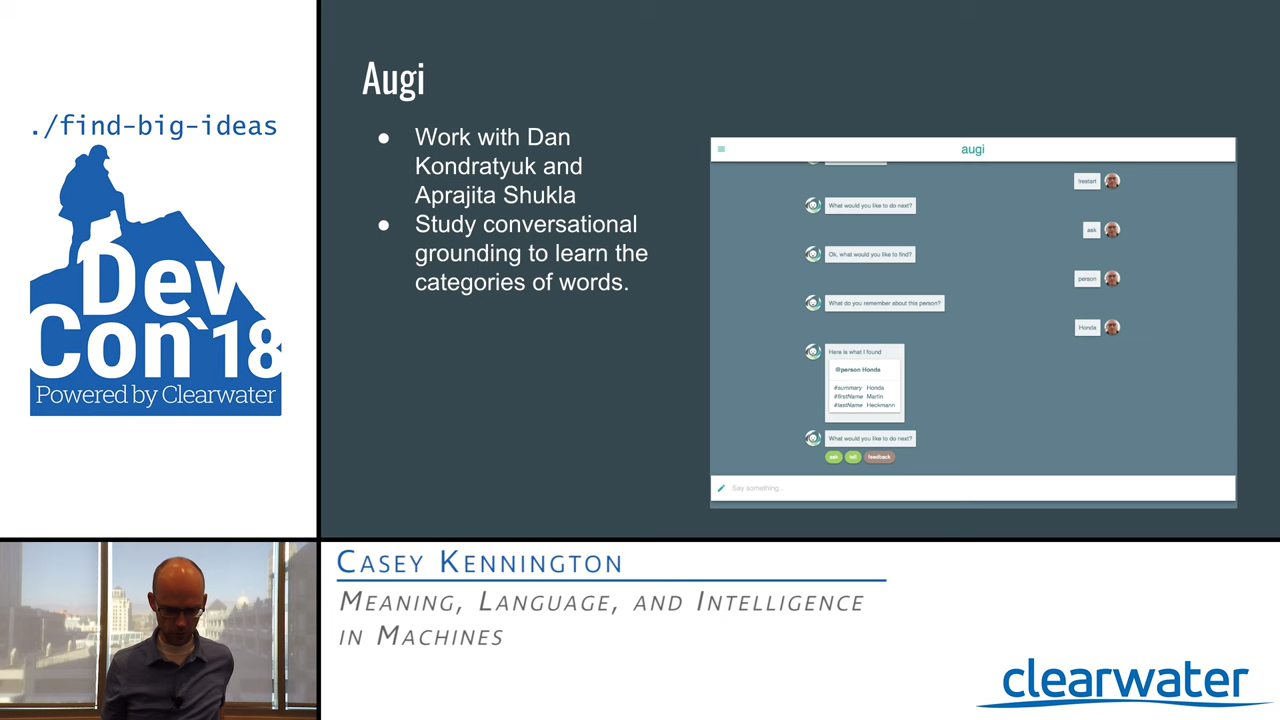 ./find-big-ideas
Dev
Con`18
Powered by Clearwater
Augi
● Work with Dan
Kondratyuk and
Aprajita Shukla
● Study conversational
grounding to learn the
categories of words.
augi
!restart
What would you like to do next?
ask
Ok, what would you like to find?
person
What do you remember about this person?
Honda
Here is what I found
@person Honda
#summary Honda
#firstName Martin
#lastName Heckmann
What would you like to do next?
ask tell feedback
Say something...
Casey Kennington
Meaning, Language, and Intelligence
in Machines
clearwater